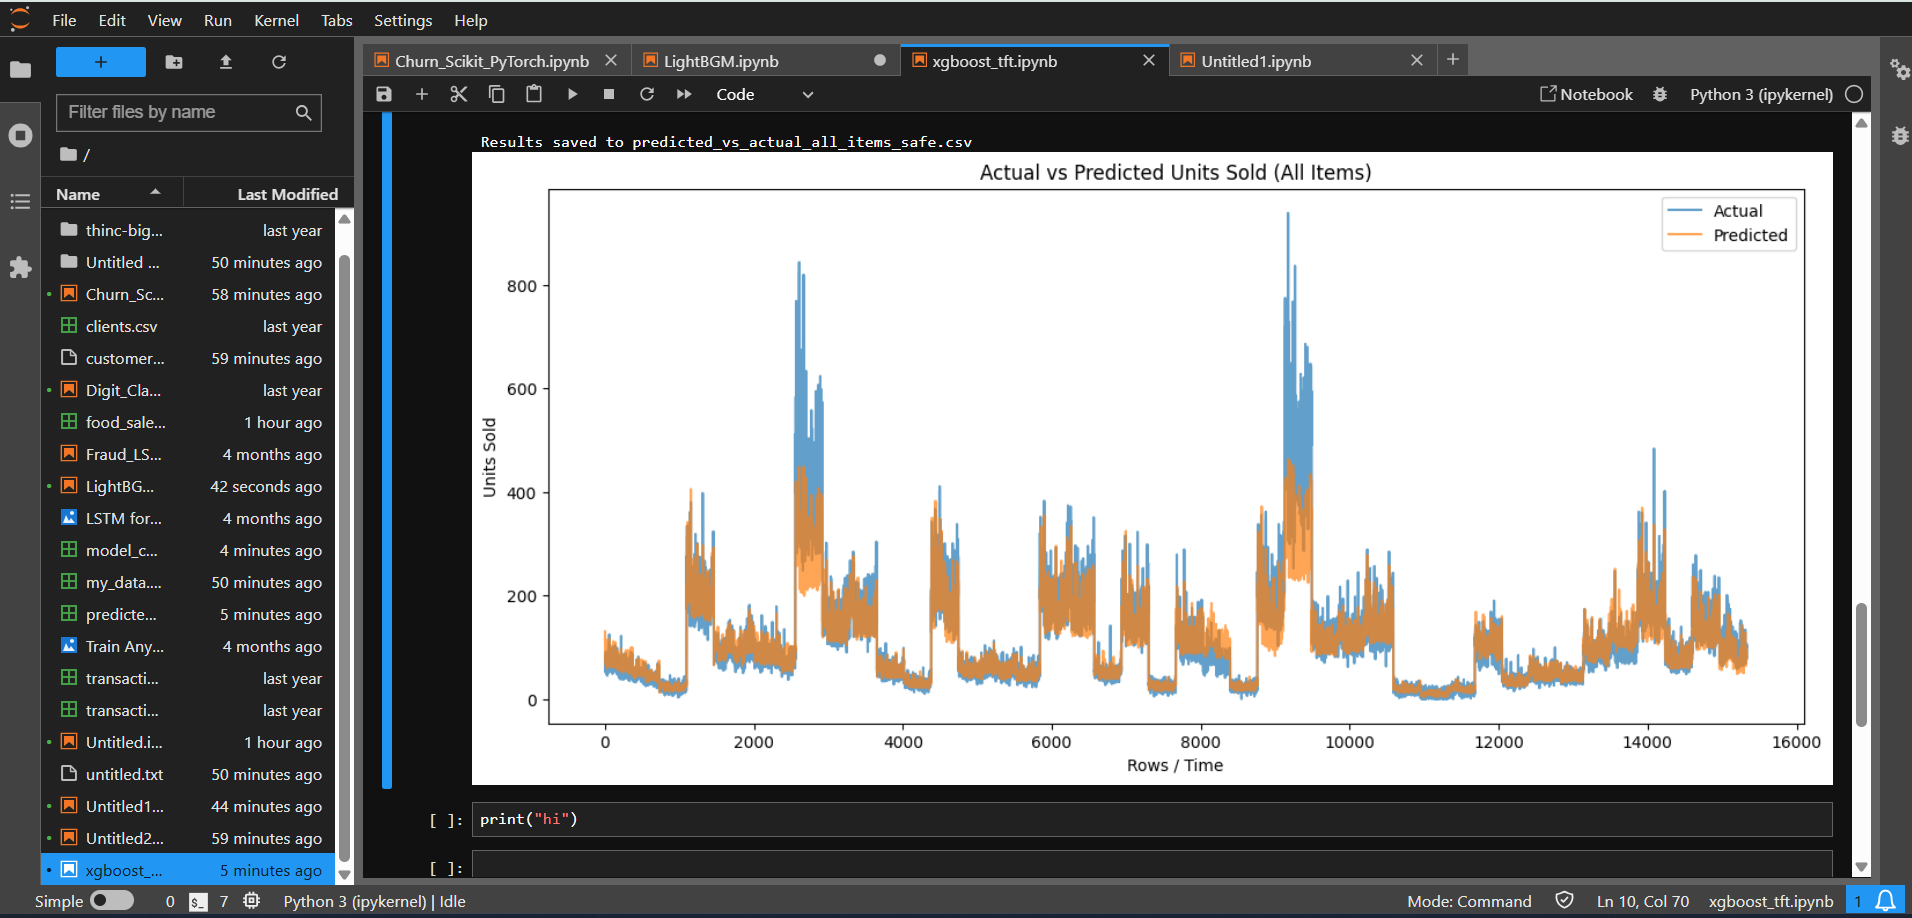 File Edit View Run Kernel Tabs Settings Help
Churn_Scikit_PyTorch.ipynb LightBGM.ipynb xgboost_tft.ipynb Untitled1.ipynb
Code Notebook Python 3 (ipykernel)
Filter files by name
/
Name Last Modified
thinc-big... last year
Untitled ... 50 minutes ago
Churn_Sc... 58 minutes ago
clients.csv last year
customer... 59 minutes ago
Digit_Cla... last year
food_sale... 1 hour ago
Fraud_LS... 4 months ago
LightBG... 42 seconds ago
LSTM for... 4 months ago
model_c... 4 minutes ago
my_data.... 50 minutes ago
predicte... 5 minutes ago
Train Any... 4 months ago
transacti... last year
transacti... last year
Untitled.i... 1 hour ago
untitled.txt 50 minutes ago
Untitled1... 44 minutes ago
Untitled2... 59 minutes ago
xgboost_... 5 minutes ago
Results saved to predicted_vs_actual_all_items_safe.csv
Actual vs Predicted Units Sold (All Items)
Actual
Predicted
Units Sold
800
600
400
200
0
0 2000 4000 6000 8000 10000 12000 14000 16000
Rows / Time
[ ]: print("hi")
[ ]:
Simple 0 $_ 7 Python 3 (ipykernel) | Idle Mode: Command Ln 10, Col 70 xgboost_tft.ipynb 1